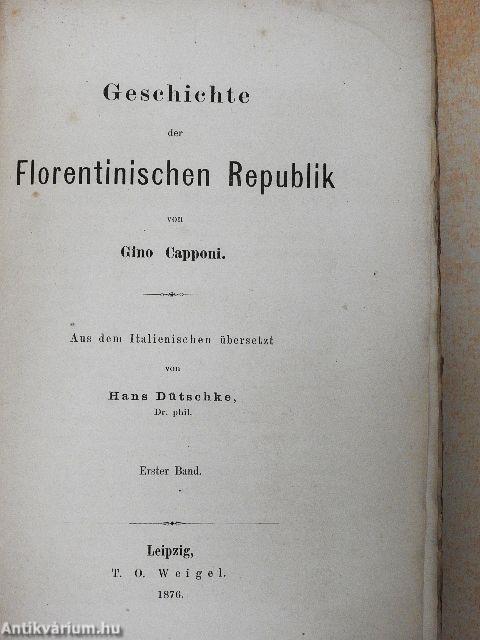 Geschichte
der
Florentinischen Republik
von
Gino Capponi.
Aus dem Italienischen übersetzt
von
Hans Dütschke,
Dr. phil.
Erster Band.
Leipzig,
T. O. Weigel.
1876.
Antikvárium.hu